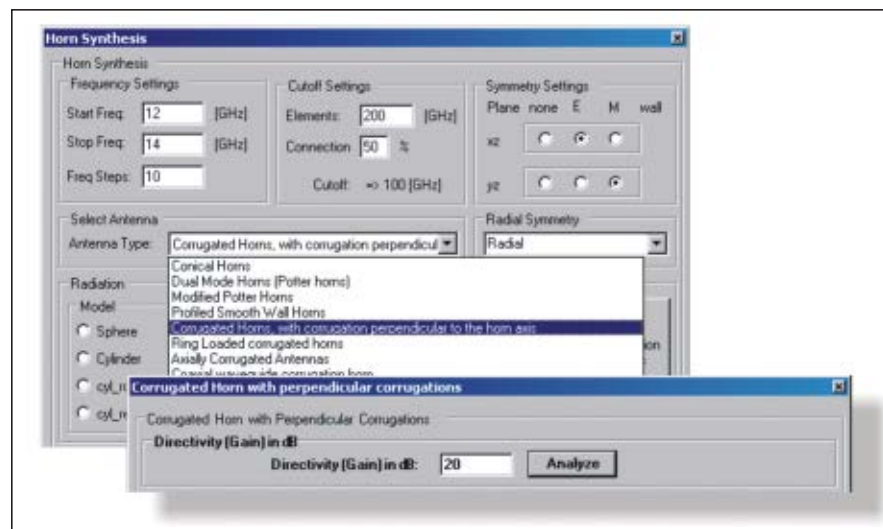 Horn Synthesis
Horn Synthesis
Frequency Settings
Start Freq: 12 [GHz]
Stop Freq: 14 [GHz]
Freq Steps: 10
Cutoff Settings
Elements: 200 [GHz]
Connection 50 %
Cutoff: => 100 [GHz]
Symmetry Settings
Plane none E M wall
xz
yz
Select Antenna
Antenna Type: Corrugated Horns, with corrugation perpendicul
Radial Symmetry
Radial
Conical Horns
Dual Mode Horns (Potter horns)
Modified Potter Horns
Profiled Smooth Wall Horns
Corrugated Horns, with corrugation perpendicular to the horn axis
Ring Loaded corrugated horns
Axially Corrugated Antennas
Coaxial waveguide corrugation horn
Radiation
Model
Sphere
Cylinder
Corrugated Horn with perpendicular corrugations
Corrugated Horn with Perpendicular Corrugations
Directivity (Gain) in dB
Directivity (Gain) in dB: 20 Analyze